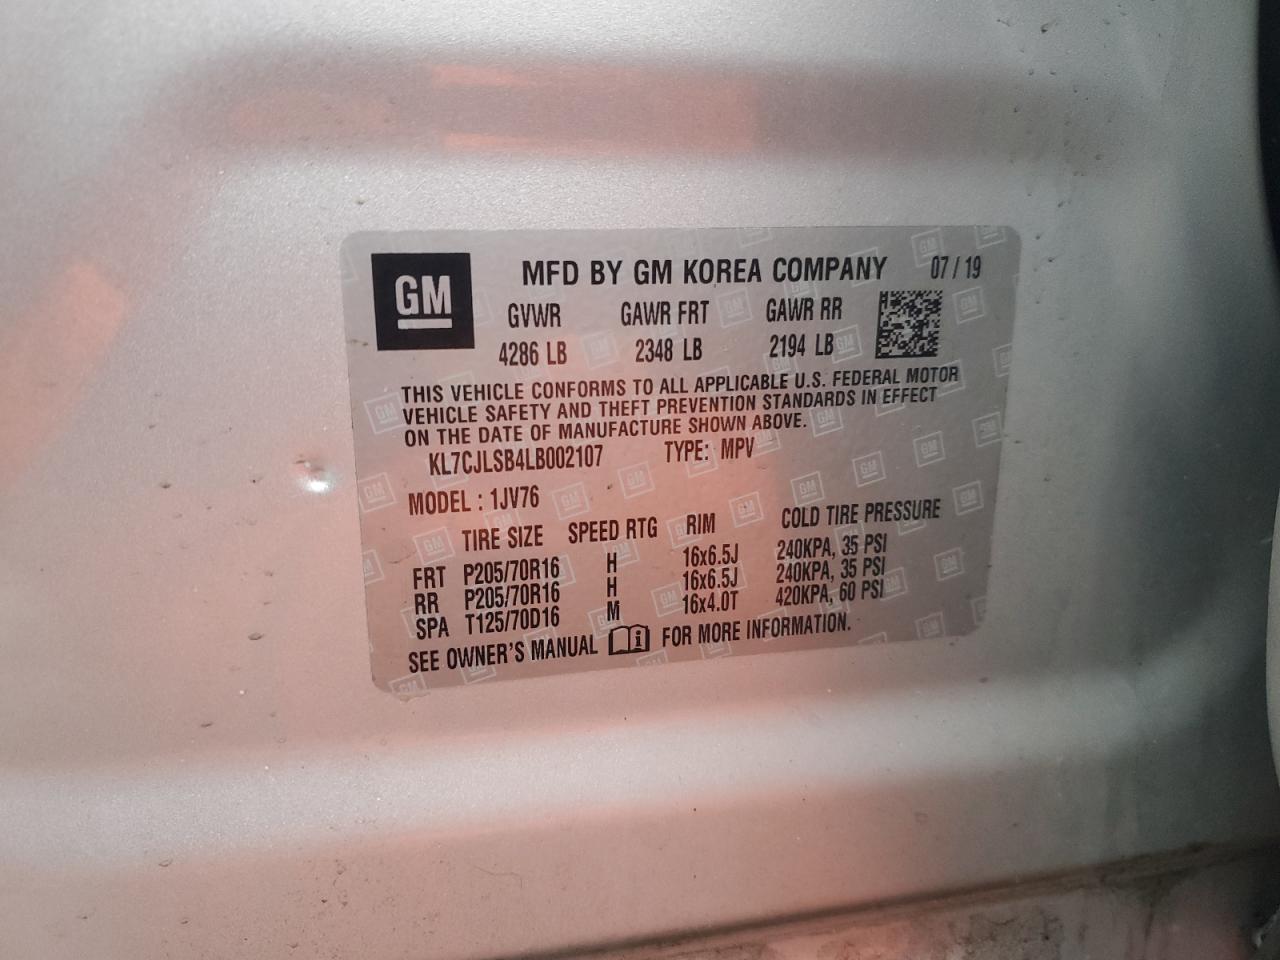 GM
MFD BY GM KOREA COMPANY 07 / 19
GVWR GAWR FRT GAWR RR
4286 LB 2348 LB 2194 LB
THIS VEHICLE CONFORMS TO ALL APPLICABLE U.S. FEDERAL MOTOR
VEHICLE SAFETY AND THEFT PREVENTION STANDARDS IN EFFECT
ON THE DATE OF MANUFACTURE SHOWN ABOVE.
KL7CJLSB4LB002107 TYPE: MPV
MODEL : 1JV76
TIRE SIZE SPEED RTG RIM COLD TIRE PRESSURE
FRT P205/70R16 H 16x6.5J 240KPA, 35 PSI
RR P205/70R16 H 16x6.5J 240KPA, 35 PSI
SPA T125/70D16 M 16x4.0T 420KPA, 60 PSI
SEE OWNER'S MANUAL FOR MORE INFORMATION.